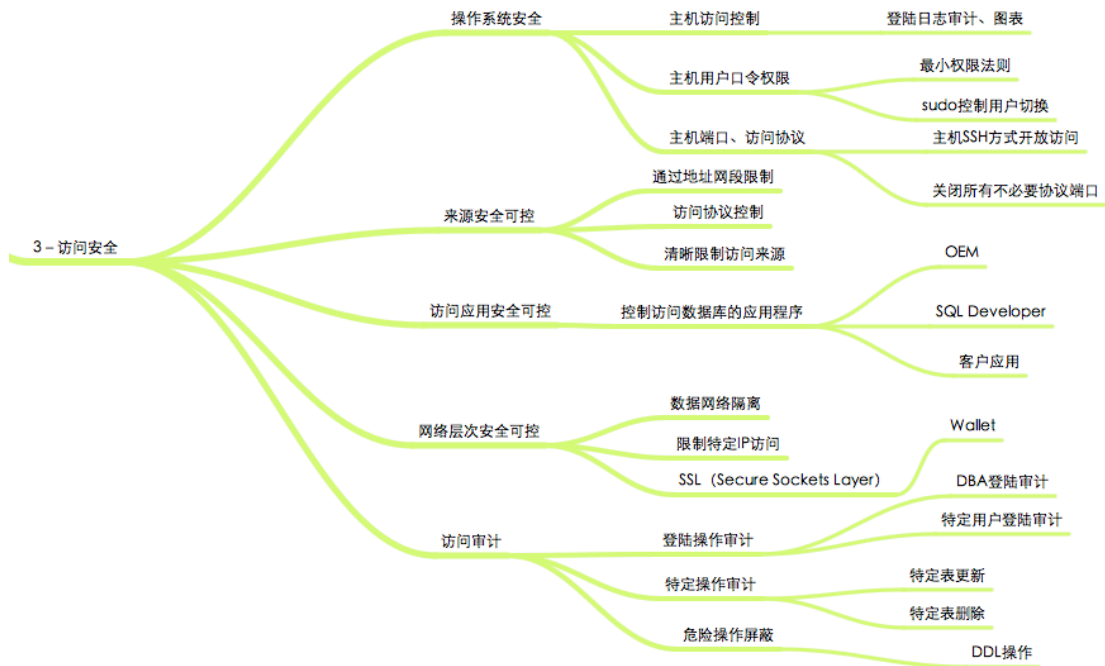 3 – 访问安全
操作系统安全
主机访问控制
登陆日志审计、图表
主机用户口令权限
最小权限法则
sudo控制用户切换
主机端口、访问协议
主机SSH方式开放访问
关闭所有不必要协议端口
来源安全可控
通过地址网段限制
访问协议控制
清晰限制访问来源
访问应用安全可控
控制访问数据库的应用程序
OEM
SQL Developer
客户应用
网络层次安全可控
数据网络隔离
限制特定IP访问
SSL（Secure Sockets Layer）
Wallet
访问审计
登陆操作审计
DBA登陆审计
特定用户登陆审计
特定操作审计
特定表更新
特定表删除
危险操作屏蔽
DDL操作